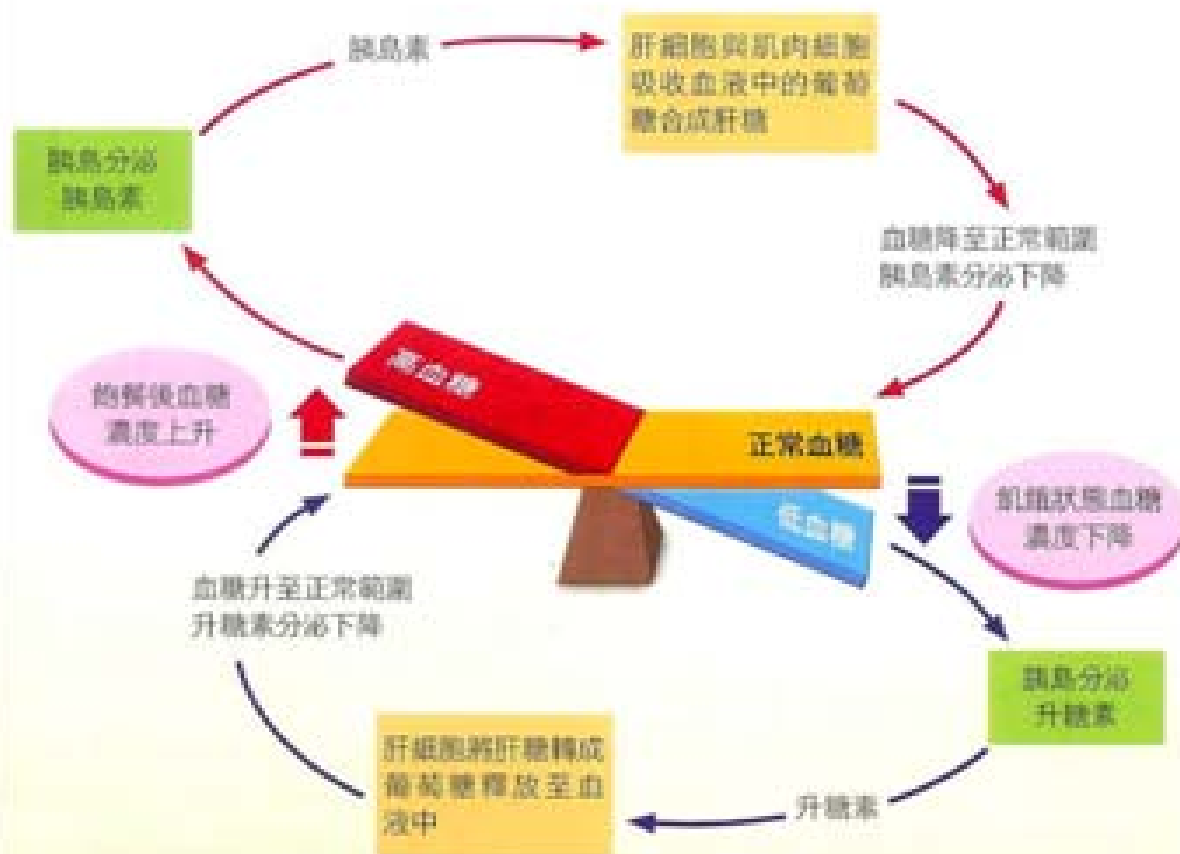 胰島素
肝細胞與肌肉細胞
吸收血液中的葡萄
糖合成肝糖
胰島分泌
胰島素
血糖降至正常範圍
胰島素分泌下降
高血糖
飽餐後血糖
濃度上升
正常血糖
低血糖
飢餓狀態血糖
濃度下降
血糖升至正常範圍
升糖素分泌下降
胰島分泌
升糖素
肝細胞將肝糖轉成
葡萄糖釋放至血
液中
升糖素